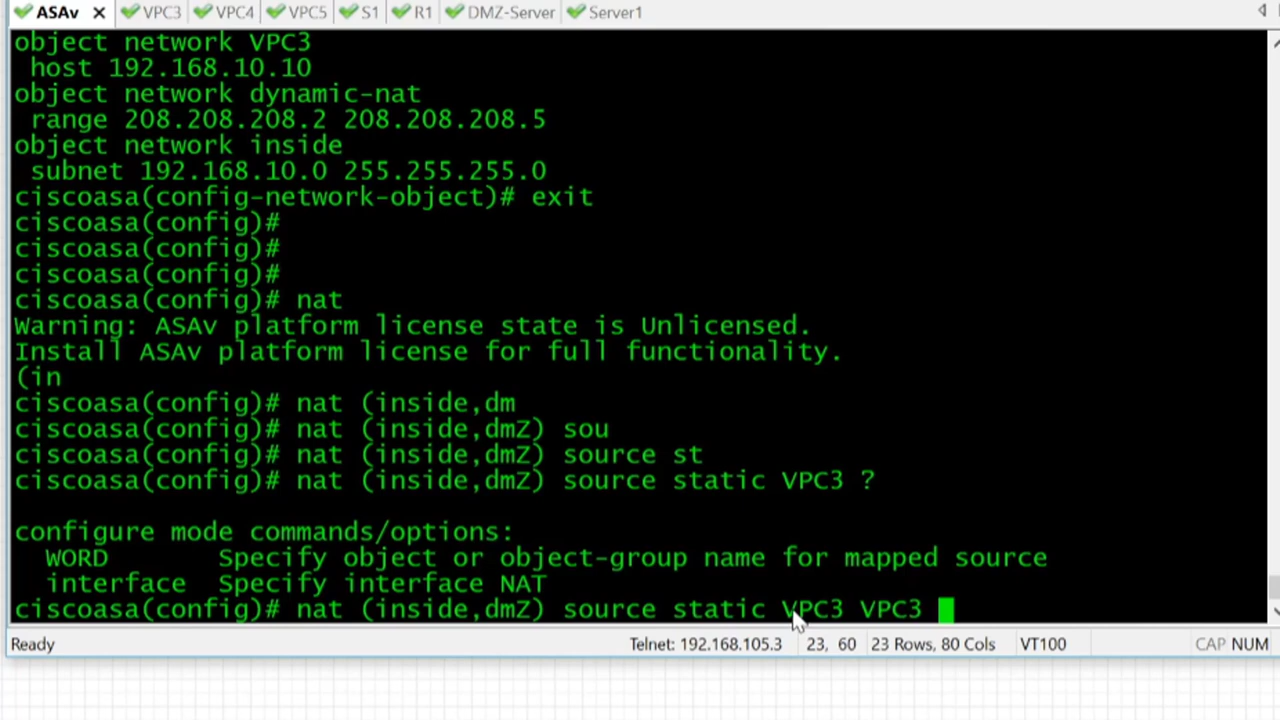 ASAv VPC3 VPC4 VPC5 S1 R1 DMZ-Server Server1
object network VPC3
host 192.168.10.10
object network dynamic-nat
range 208.208.208.2 208.208.208.5
object network inside
subnet 192.168.10.0 255.255.255.0
ciscoasa(config-network-object)# exit
ciscoasa(config)#
ciscoasa(config)#
ciscoasa(config)#
ciscoasa(config)# nat
Warning: ASAv platform license state is Unlicensed.
Install ASAv platform license for full functionality.
(in
ciscoasa(config)# nat (inside,dm
ciscoasa(config)# nat (inside,dmZ) sou
ciscoasa(config)# nat (inside,dmZ) source st
ciscoasa(config)# nat (inside,dmZ) source static VPC3 ?
configure mode commands/options:
WORD Specify object or object-group name for mapped source
interface Specify interface NAT
ciscoasa(config)# nat (inside,dmZ) source static VPC3 VPC3
Ready Telnet: 192.168.105.3 23, 60 23 Rows, 80 Cols VT100 CAP NUM